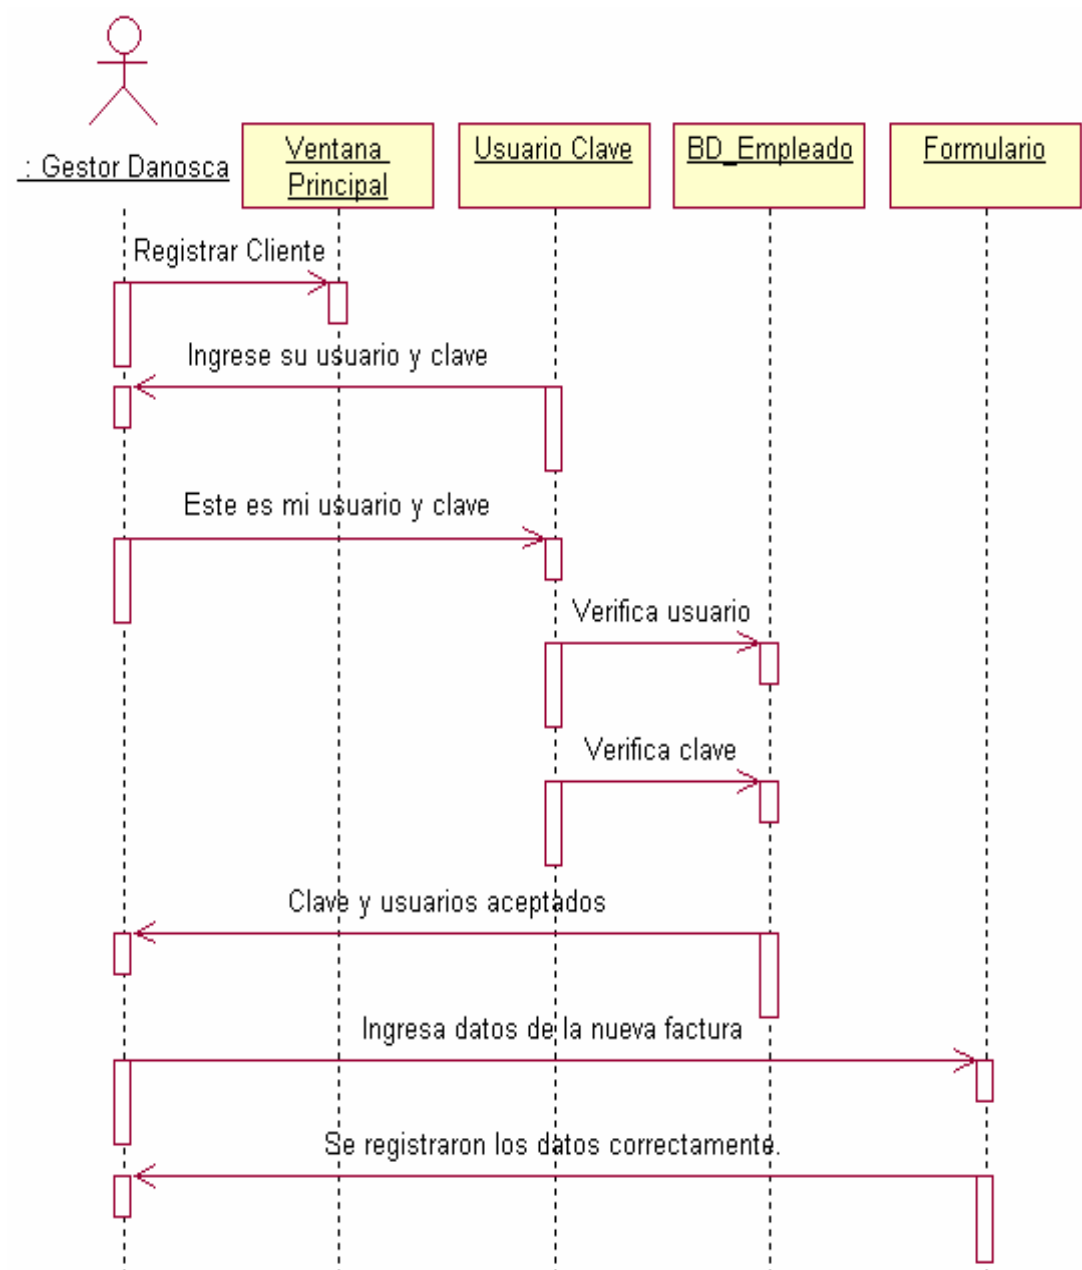 : Gestor Danosca
Ventana
Principal
Usuario Clave
BD_Empleado
Formulario
Registrar Cliente
Ingrese su usuario y clave
Este es mi usuario y clave
Verifica usuario
Verifica clave
Clave y usuarios aceptados
Ingresa datos de la nueva factura
Se registraron los datos correctamente.